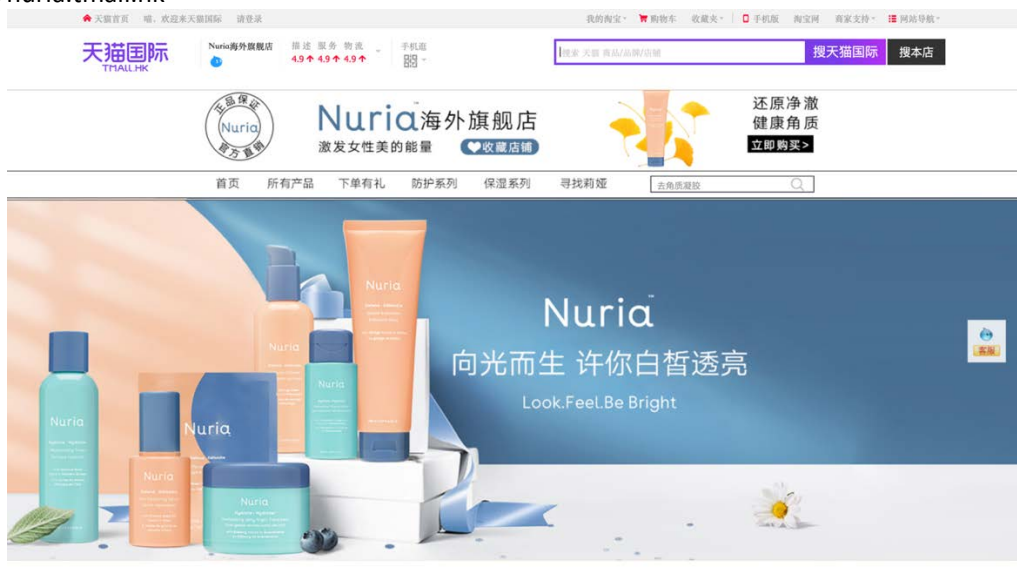 nuria.tmall.hk
天猫首页 喵，欢迎来天猫国际 请登录
我的淘宝 购物车 收藏夹 手机版 淘宝网 商家支持 网站导航
天猫国际
TMALL.HK
Nuria海外旗舰店
描述 服务 物流
4.9 4.9 4.9
手机逛
搜索 天猫 商品/品牌/店铺
搜天猫国际
搜本店
正品保证
Nuria
官方直销
Nuria海外旗舰店
激发女性美的能量
收藏店铺
还原净澈
健康角质
立即购买>
首页 所有产品 下单有礼 防护系列 保湿系列 寻找莉娅
去角质凝胶
Nuria™
向光而生 许你白皙透亮
Look.Feel.Be Bright
客服
Nuria
Nuria
Nuria
Nuria
Nuria
Nuria
Nuria